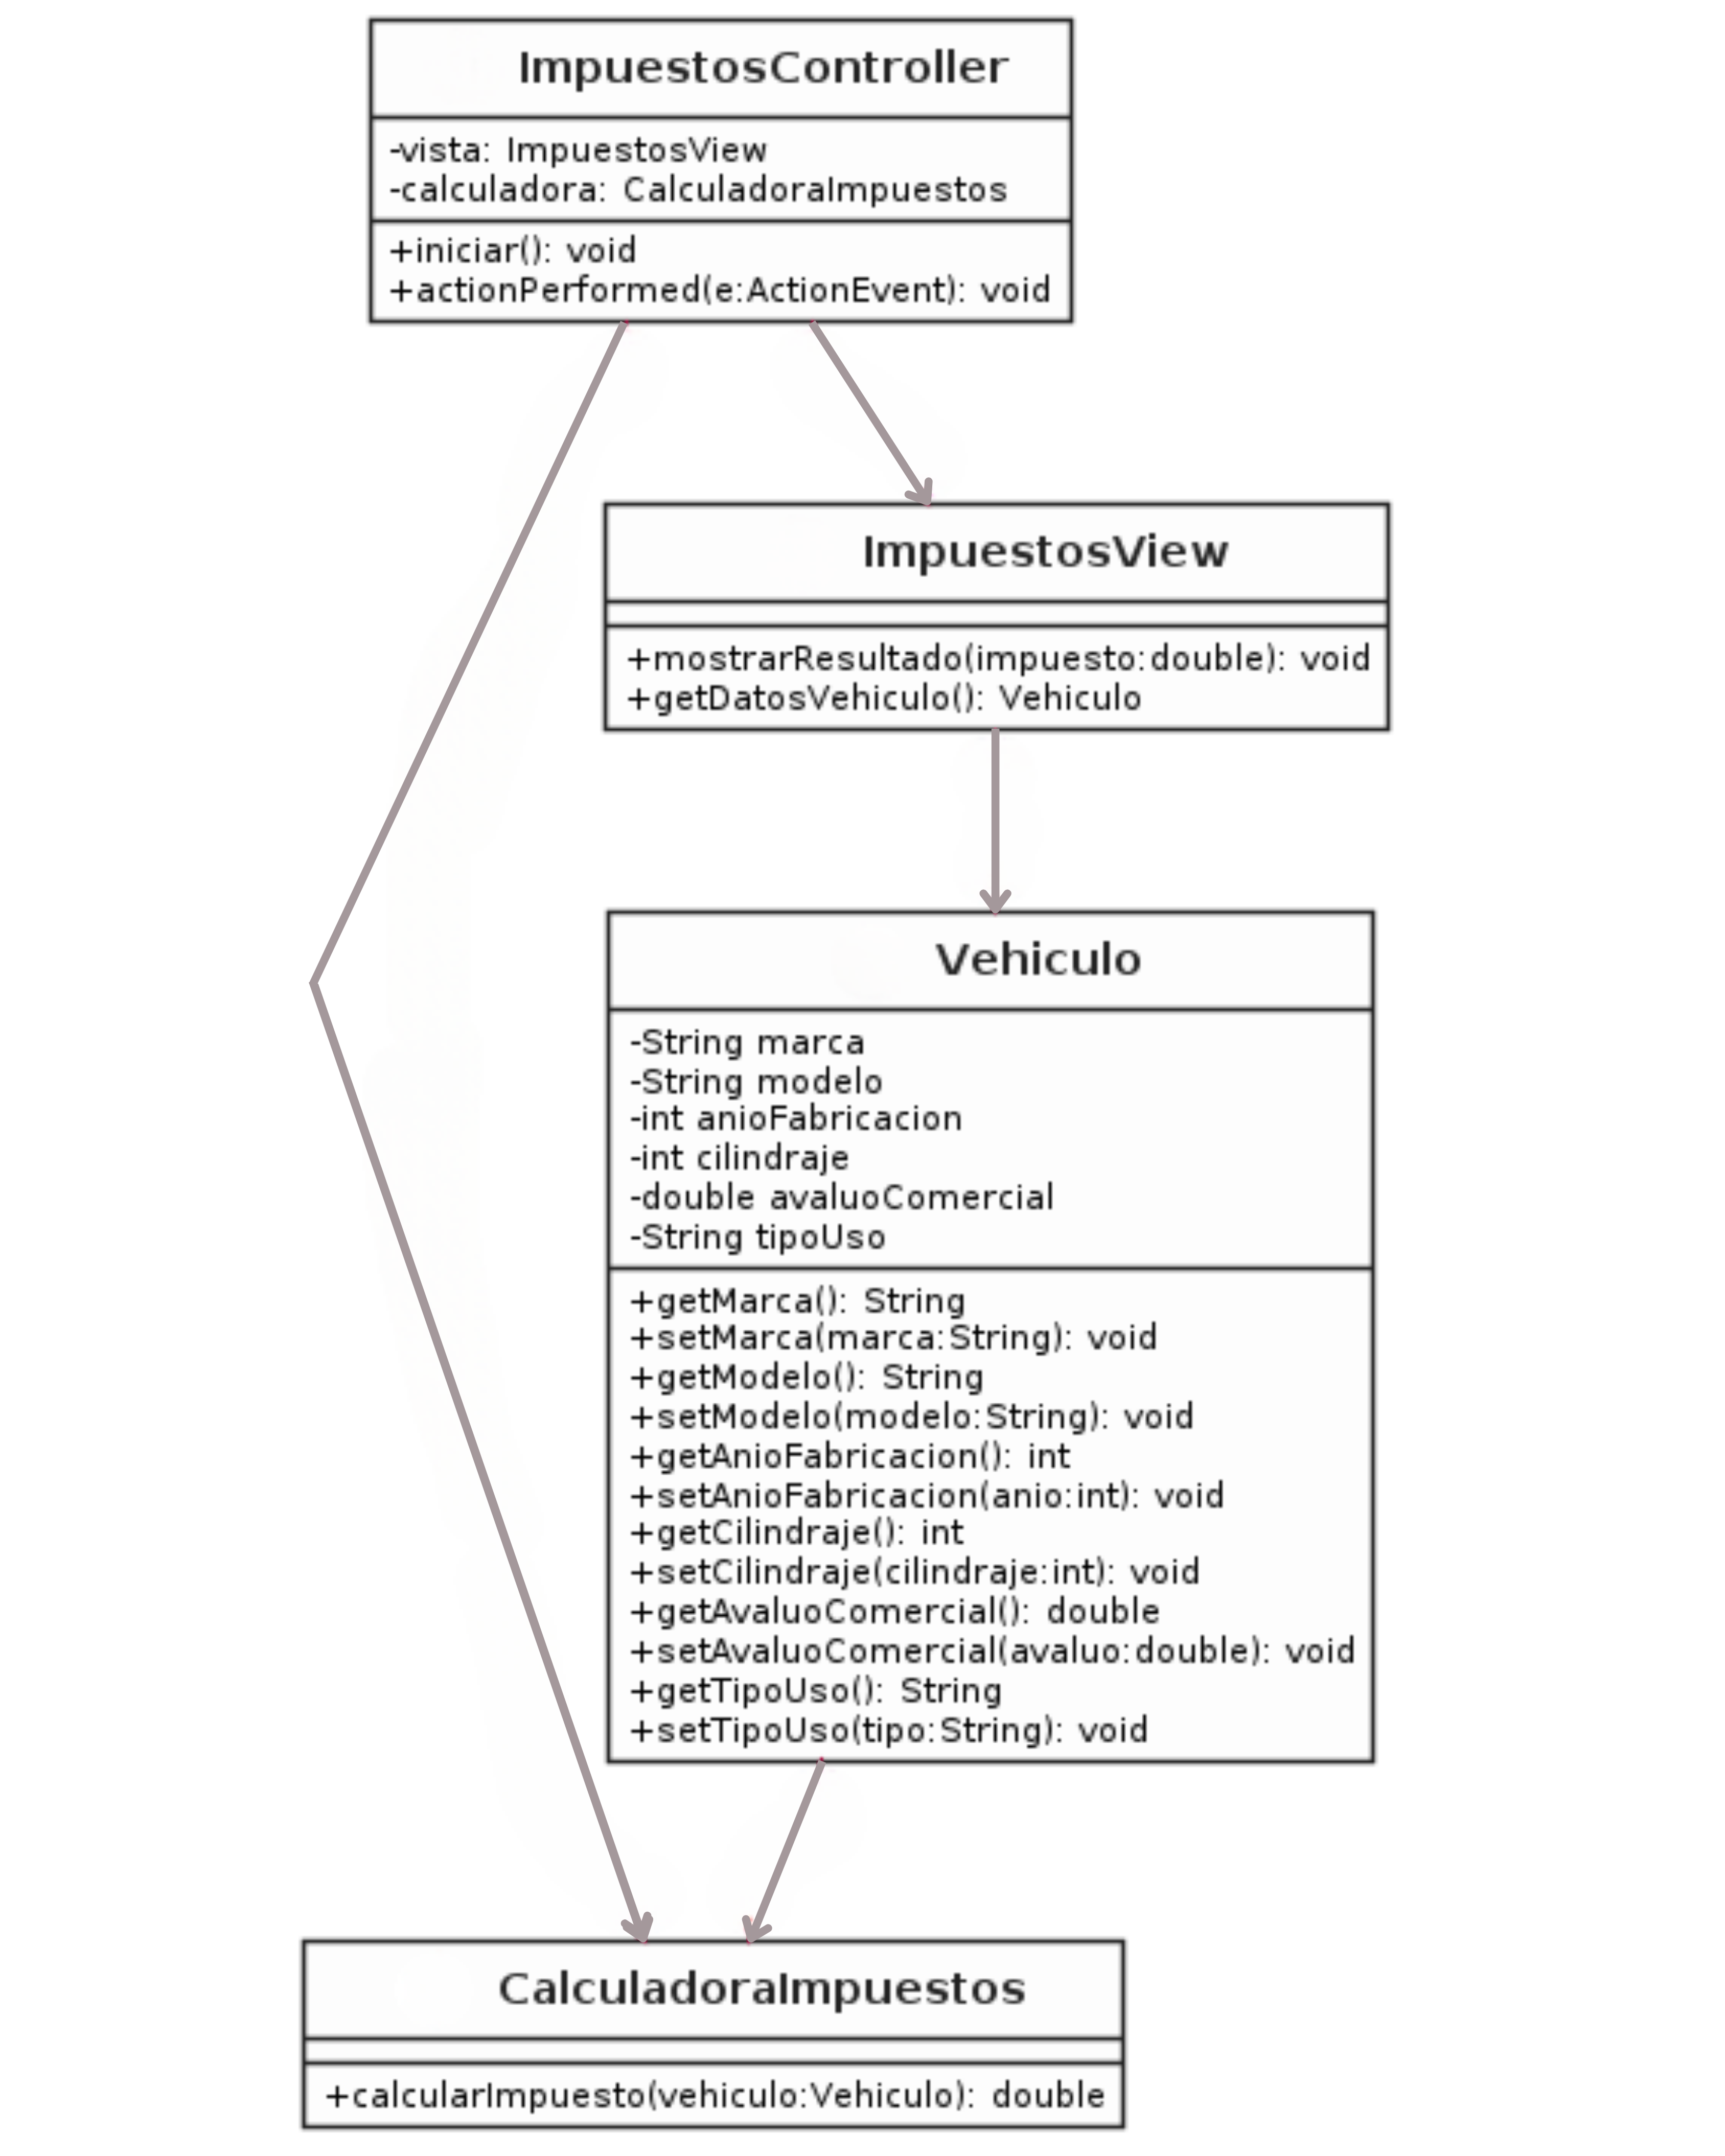 ImpuestosController
-vista: ImpuestosView
-calculadora: CalculadoraImpuestos
+iniciar(): void
+actionPerformed(e:ActionEvent): void
ImpuestosView
+mostrarResultado(impuesto:double): void
+getDatosVehiculo(): Vehiculo
Vehiculo
-String marca
-String modelo
-int anioFabricacion
-int cilindraje
-double avaluoComercial
-String tipoUso
+getMarca(): String
+setMarca(marca:String): void
+getModelo(): String
+setModelo(modelo:String): void
+getAnioFabricacion(): int
+setAnioFabricacion(anio:int): void
+getCilindraje(): int
+setCilindraje(cilindraje:int): void
+getAvaluoComercial(): double
+setAvaluoComercial(avaluo:double): void
+getTipoUso(): String
+setTipoUso(tipo:String): void
CalculadoraImpuestos
+calcularImpuesto(vehiculo:Vehiculo): double